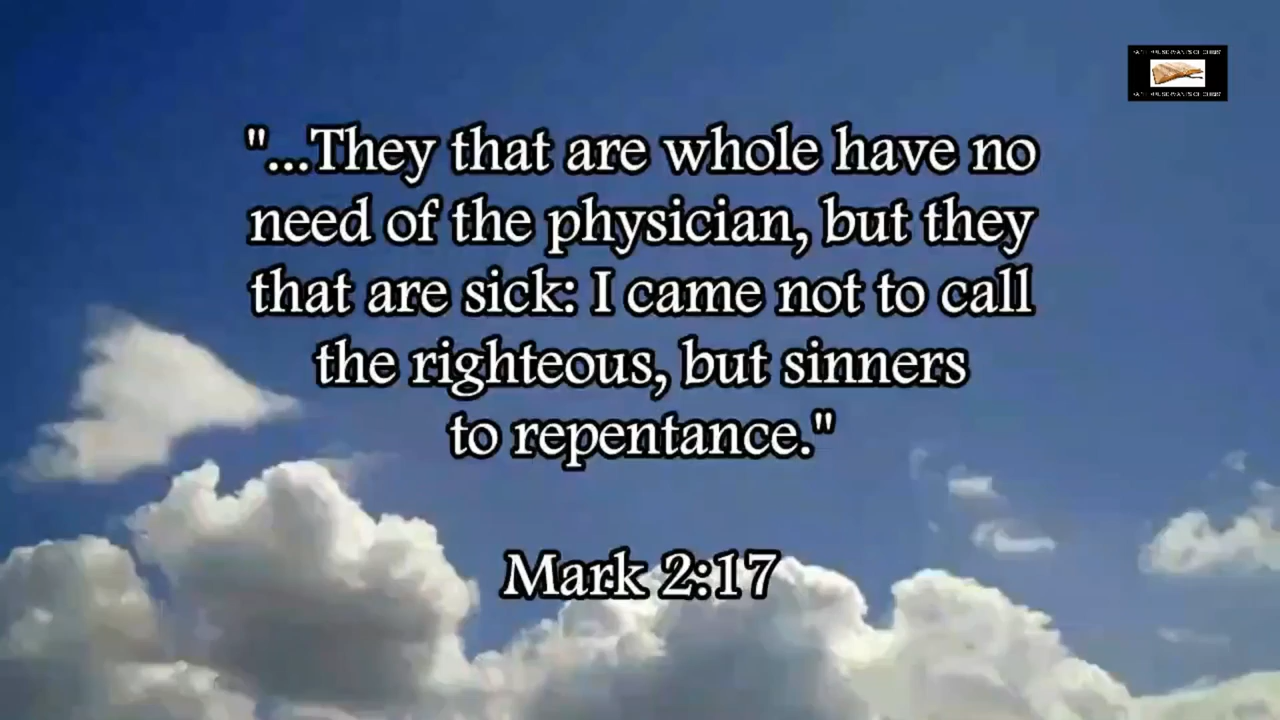 "...They that are whole have no
need of the physician, but they
that are sick: I came not to call
the righteous, but sinners
to repentance."
Mark 2:17